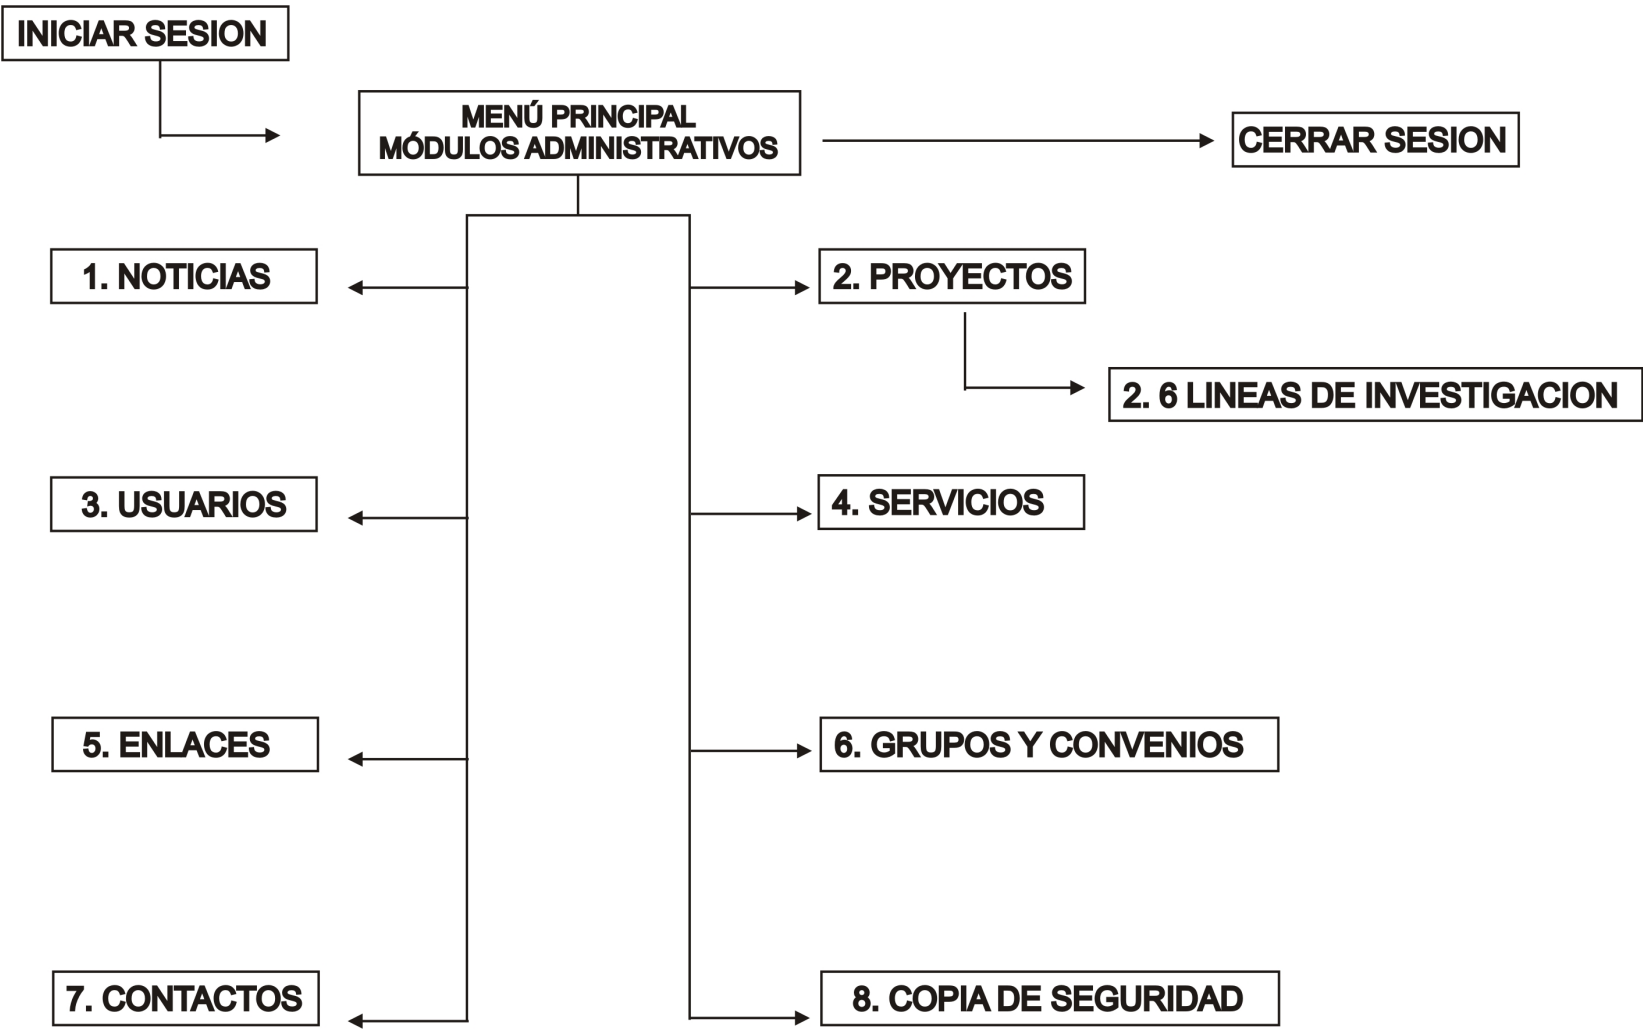 INICIAR SESION
MENÚ PRINCIPAL
MÓDULOS ADMINISTRATIVOS
CERRAR SESION
1. NOTICIAS
2. PROYECTOS
2. 6 LINEAS DE INVESTIGACION
3. USUARIOS
4. SERVICIOS
5. ENLACES
6. GRUPOS Y CONVENIOS
7. CONTACTOS
8. COPIA DE SEGURIDAD